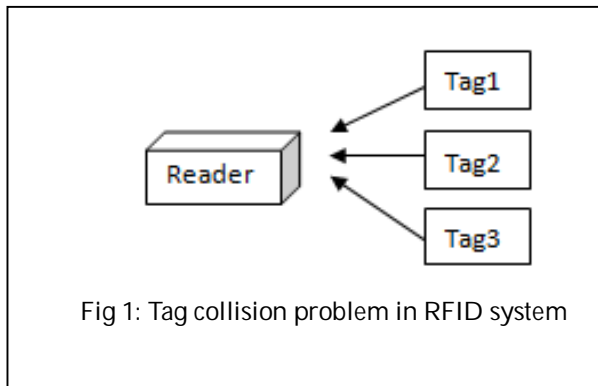 Tag1
Reader
Tag2
Tag3
Fig 1: Tag collision problem in RFID system